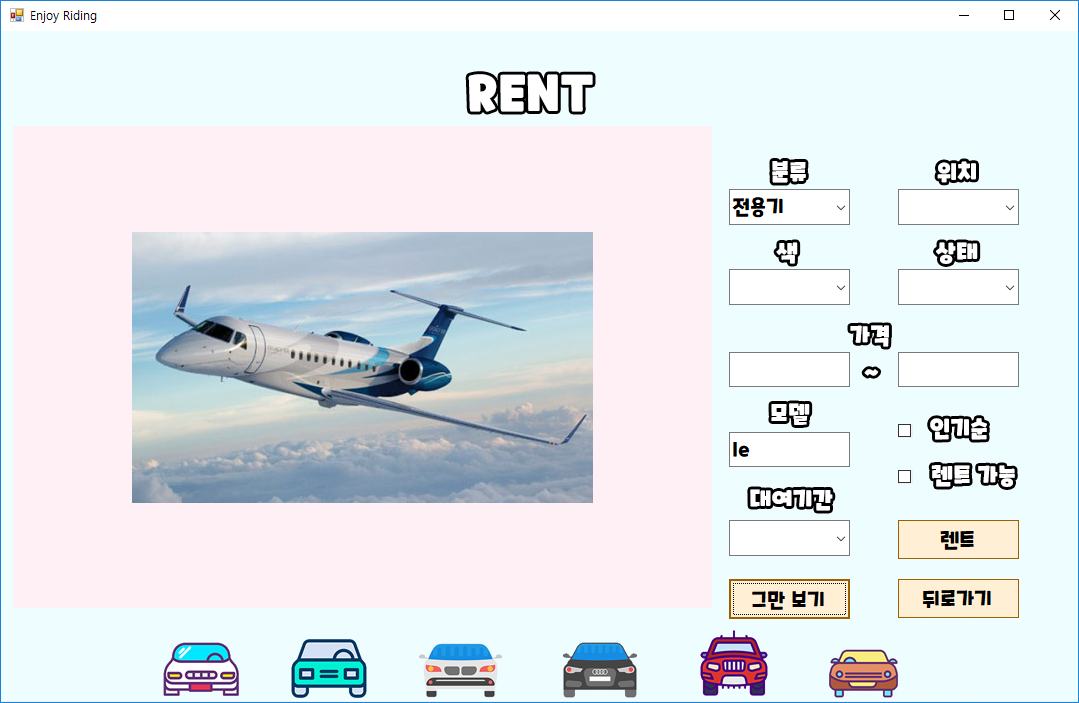 Enjoy Riding
RENT
분류 위치
전용기
색 상태
가격
~
모델
le
인기순
렌트 가능
대여기간
렌트
그만 보기 뒤로가기